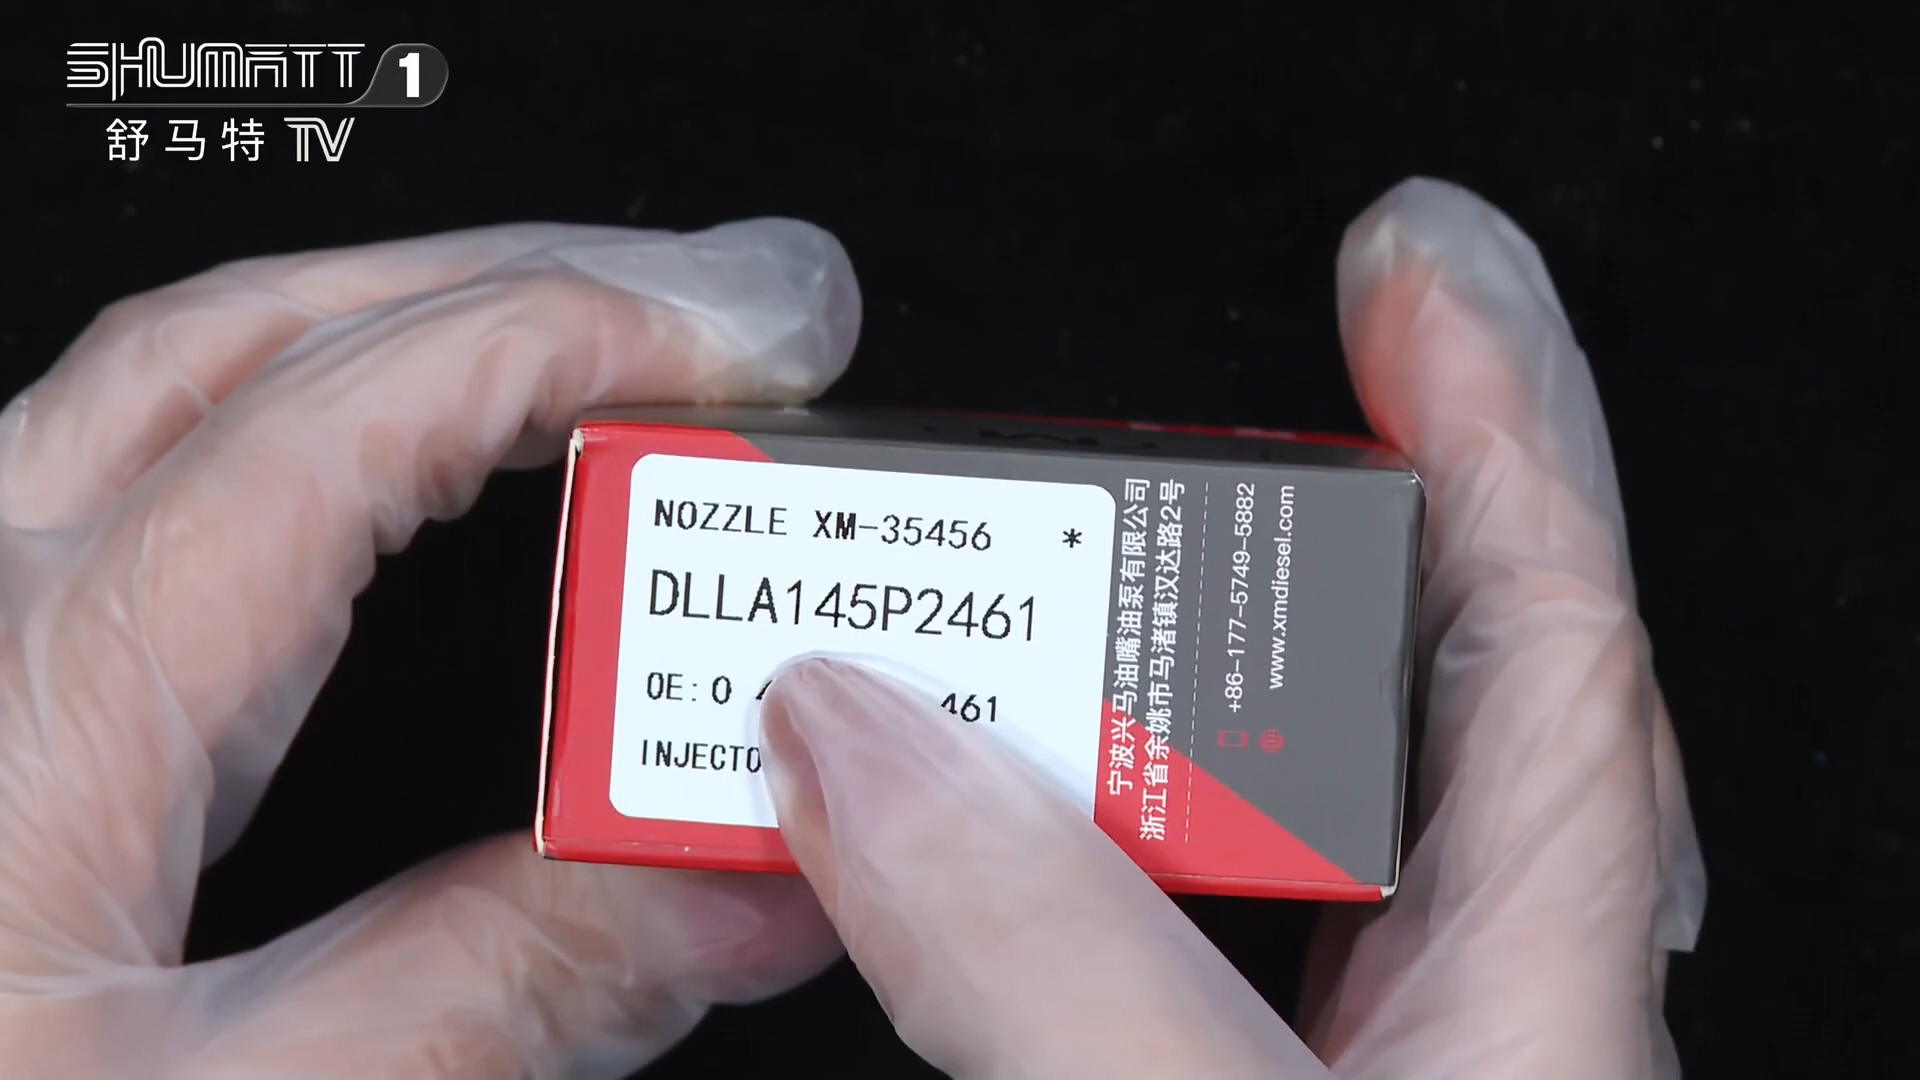 SHUMATT 1
舒马特 TV
NOZZLE XM-35456 *
DLLA145P2461
OE:0 4 461
INJECTO
宁波兴马油嘴油泵有限公司
浙江省余姚市马渚镇汉达路2号
+86-177-5749-5882
www.xmdiesel.com